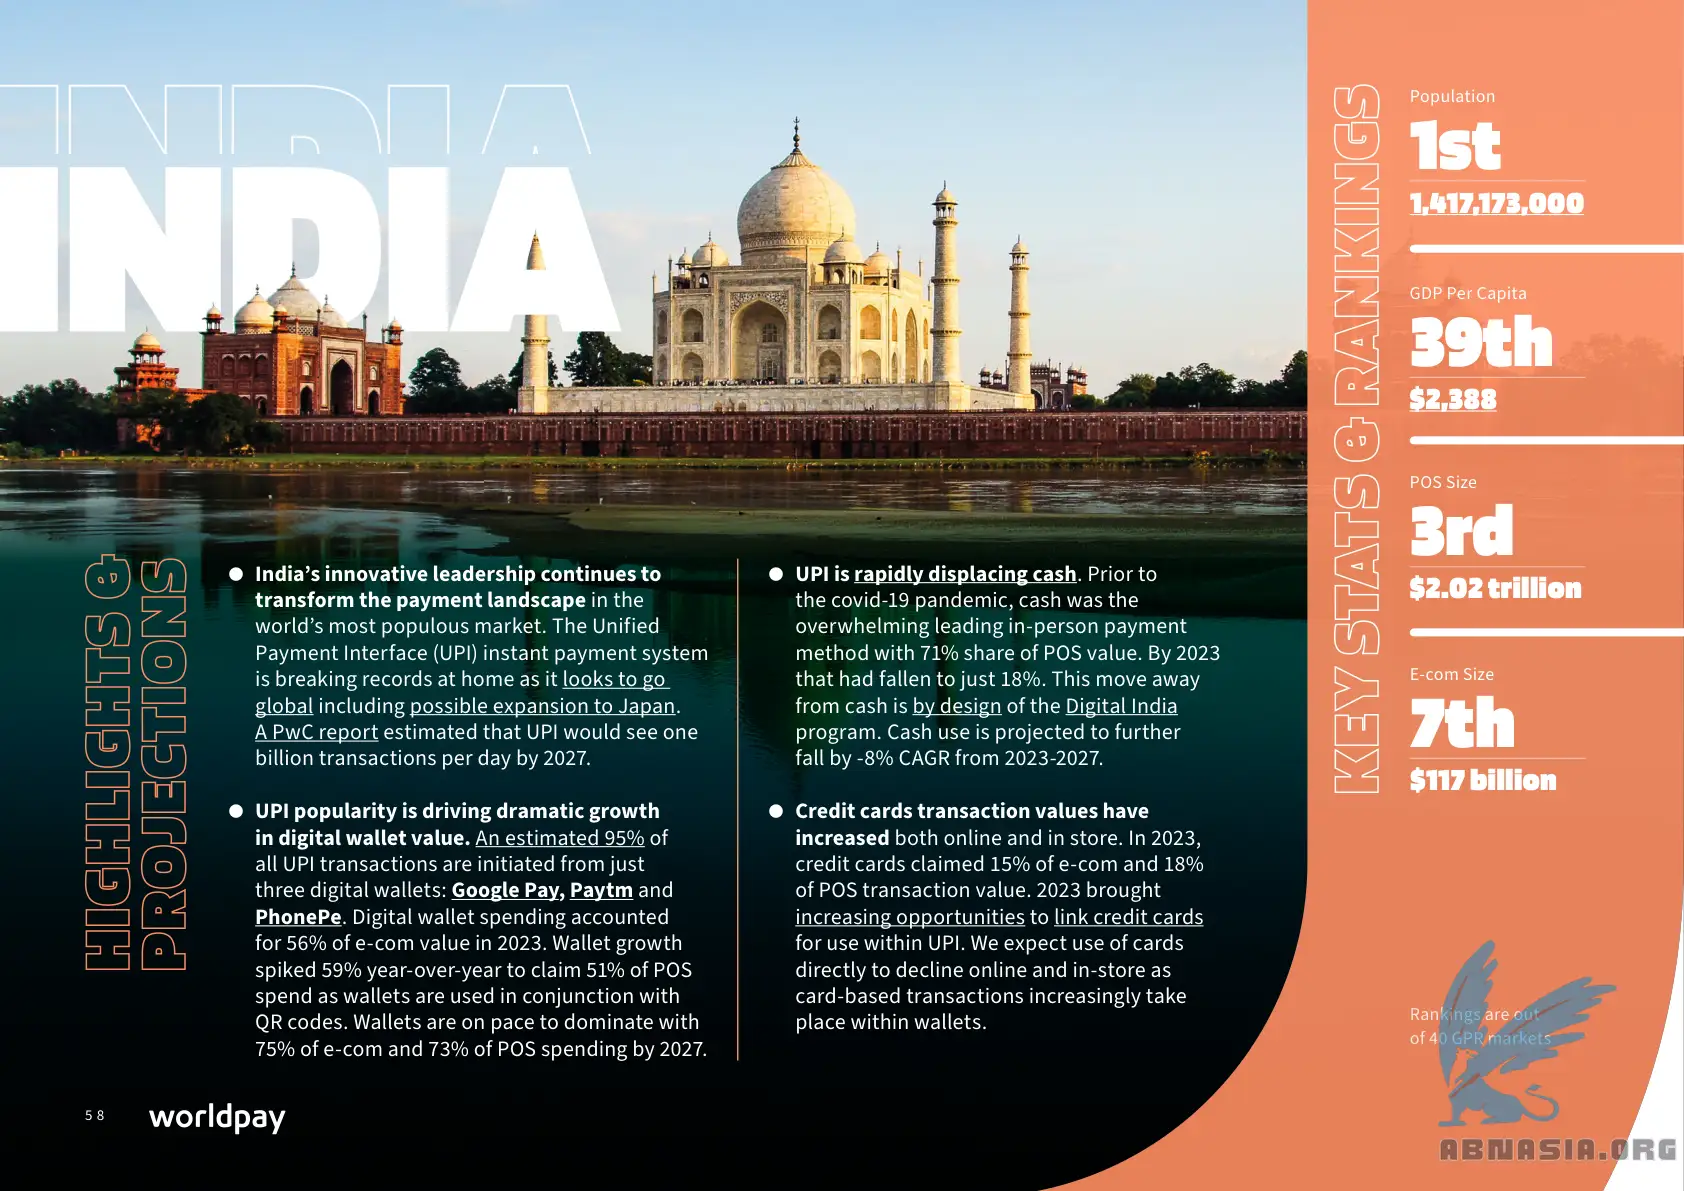 INDIA
INDIA
HIGHLIGHTS &
PROJECTIONS
● India’s innovative leadership continues to
transform the payment landscape in the
world’s most populous market. The Unified
Payment Interface (UPI) instant payment system
is breaking records at home as it looks to go
global including possible expansion to Japan.
A PwC report estimated that UPI would see one
billion transactions per day by 2027.
● UPI popularity is driving dramatic growth
in digital wallet value. An estimated 95% of
all UPI transactions are initiated from just
three digital wallets: Google Pay, Paytm and
PhonePe. Digital wallet spending accounted
for 56% of e-com value in 2023. Wallet growth
spiked 59% year-over-year to claim 51% of POS
spend as wallets are used in conjunction with
QR codes. Wallets are on pace to dominate with
75% of e-com and 73% of POS spending by 2027.
● UPI is rapidly displacing cash. Prior to
the covid-19 pandemic, cash was the
overwhelming leading in-person payment
method with 71% share of POS value. By 2023
that had fallen to just 18%. This move away
from cash is by design of the Digital India
program. Cash use is projected to further
fall by -8% CAGR from 2023-2027.
● Credit cards transaction values have
increased both online and in store. In 2023,
credit cards claimed 15% of e-com and 18%
of POS transaction value. 2023 brought
increasing opportunities to link credit cards
for use within UPI. We expect use of cards
directly to decline online and in-store as
card-based transactions increasingly take
place within wallets.
KEY STATS & RANKINGS
Population
1st
1,417,173,000
GDP Per Capita
39th
$2,388
POS Size
3rd
$2.02 trillion
E-com Size
7th
$117 billion
Rankings are out
of 40 GPR markets
58
worldpay
ABNASIA.ORG